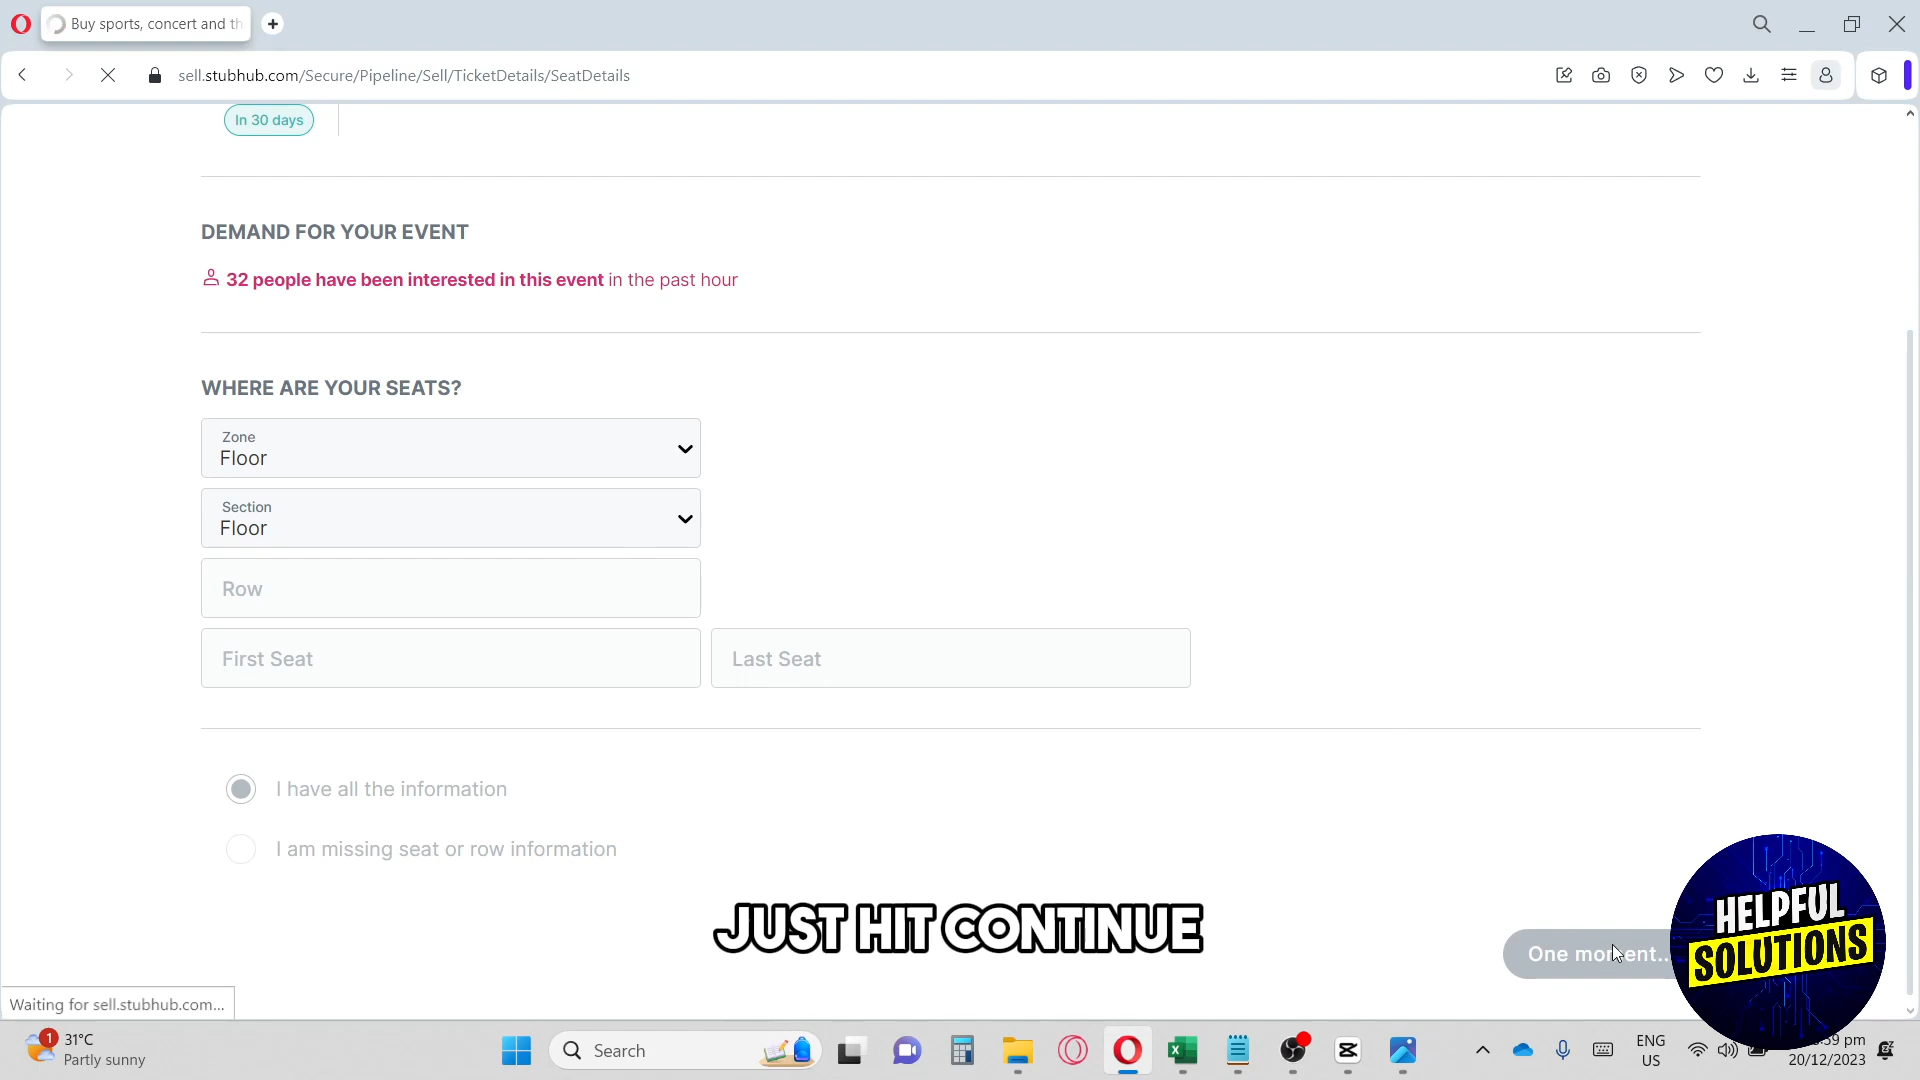 Buy sports, concert and th
sell.stubhub.com/Secure/Pipeline/Sell/TicketDetails/SeatDetails
In 30 days
DEMAND FOR YOUR EVENT
32 people have been interested in this event in the past hour
WHERE ARE YOUR SEATS?
Zone
Floor
Section
Floor
Row
First Seat
Last Seat
I have all the information
I am missing seat or row information
JUST HIT CONTINUE
One moment...
HELPFUL
SOLUTIONS
Waiting for sell.stubhub.com...
1
31°C
Partly sunny
Search
ENG
US
59 pm
20/12/2023